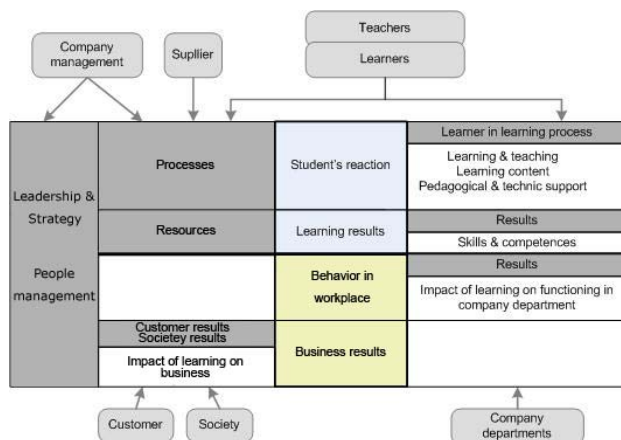 Teachers
Company
management
Supllier
Learners
Learner in learning process
Processes
Student's reaction
Learning & teaching
Learning content
Pedagogical & technic support
Leadership &
Strategy
Resources
Learning results
Results
Skills & competences
People
management
Behavior in
workplace
Results
Impact of learning on functioning in
company department
Customer results
Societey results
Impact of learning on
business
Business results
Customer
Society
Company
departments